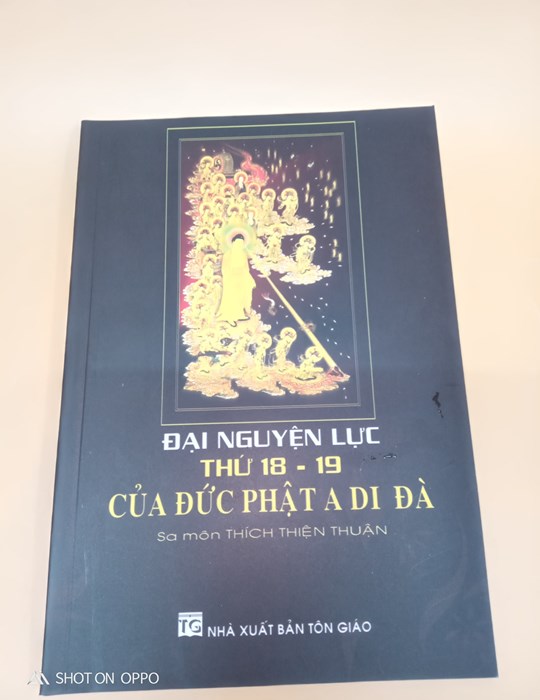 ĐẠI NGUYỆN LỰC
THỨ 18 - 19
CỦA ĐỨC PHẬT A DI ĐÀ
Sa môn THÍCH THIỆN THUẬN
TG NHÀ XUẤT BẢN TÔN GIÁO
SHOT ON OPPO